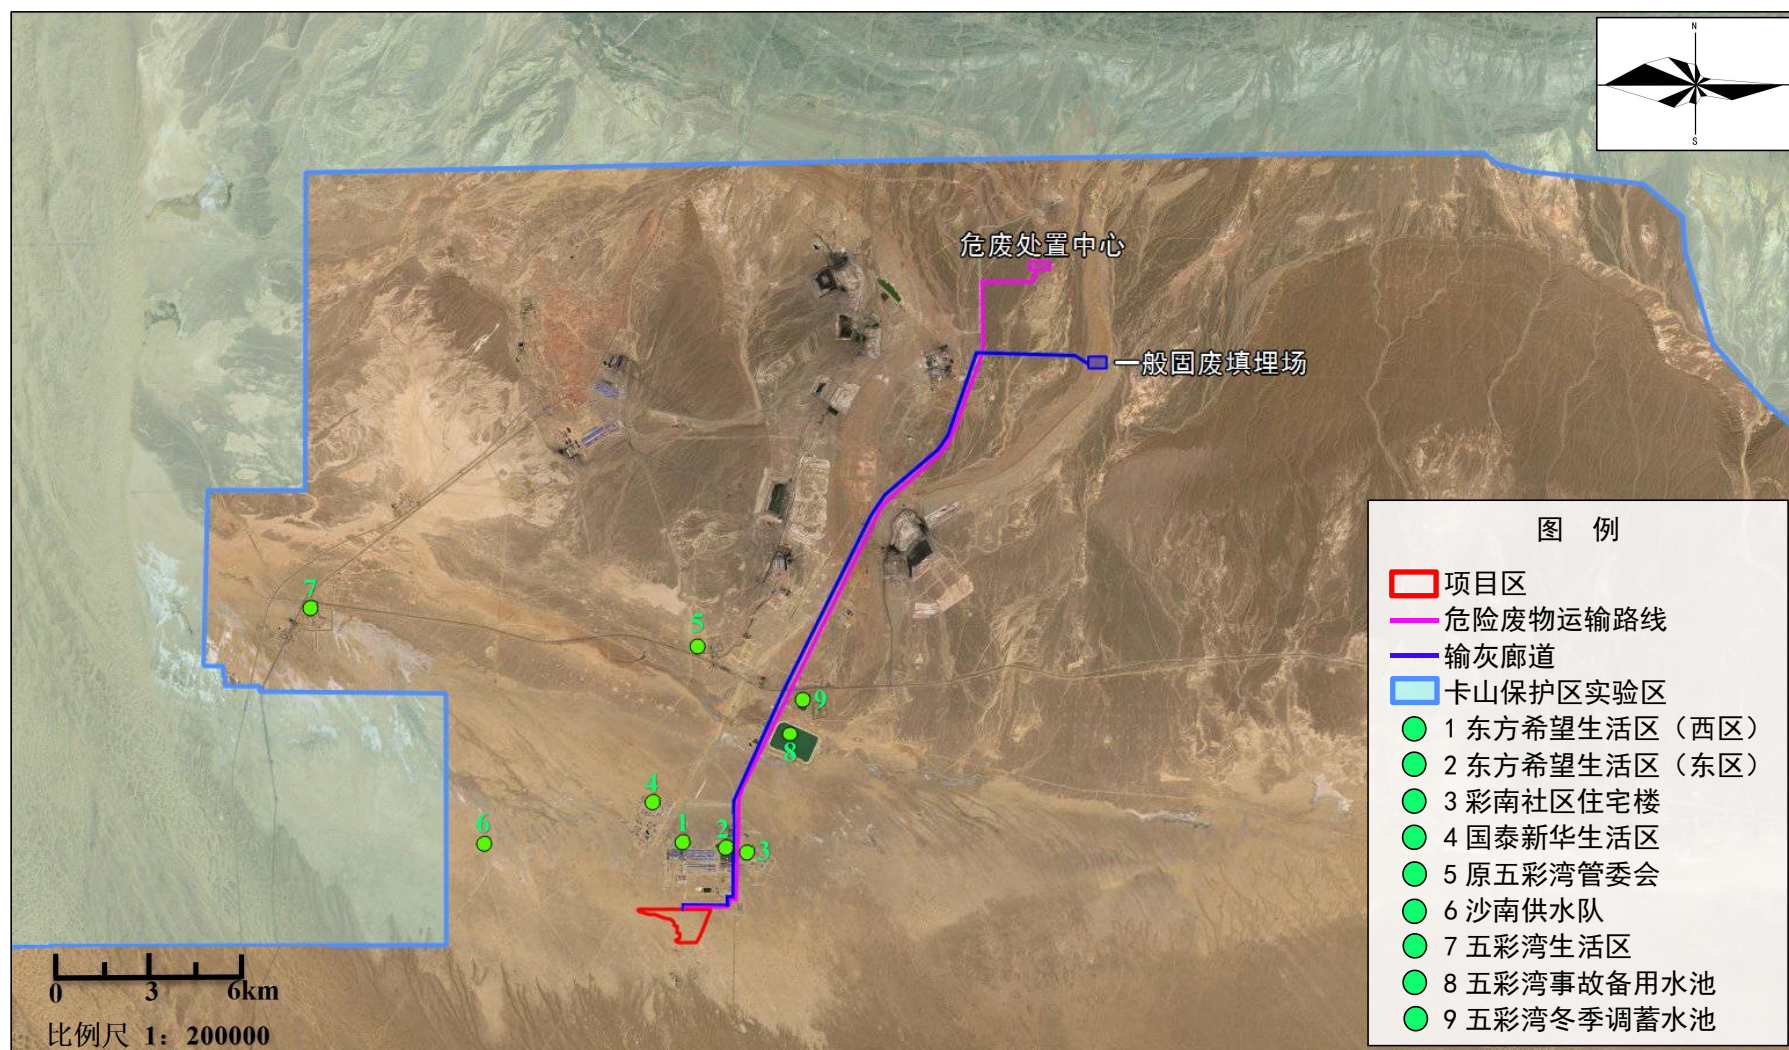 N
S
危废处置中心
一般固废填埋场
7
5
9
8
4
6
1
2
3
图 例
项目区
危险废物运输路线
输灰廊道
卡山保护区实验区
1 东方希望生活区（西区）
2 东方希望生活区（东区）
3 彩南社区住宅楼
4 国泰新华生活区
5 原五彩湾管委会
6 沙南供水队
7 五彩湾生活区
8 五彩湾事故备用水池
9 五彩湾冬季调蓄水池
0 3 6km
比例尺 1：200000